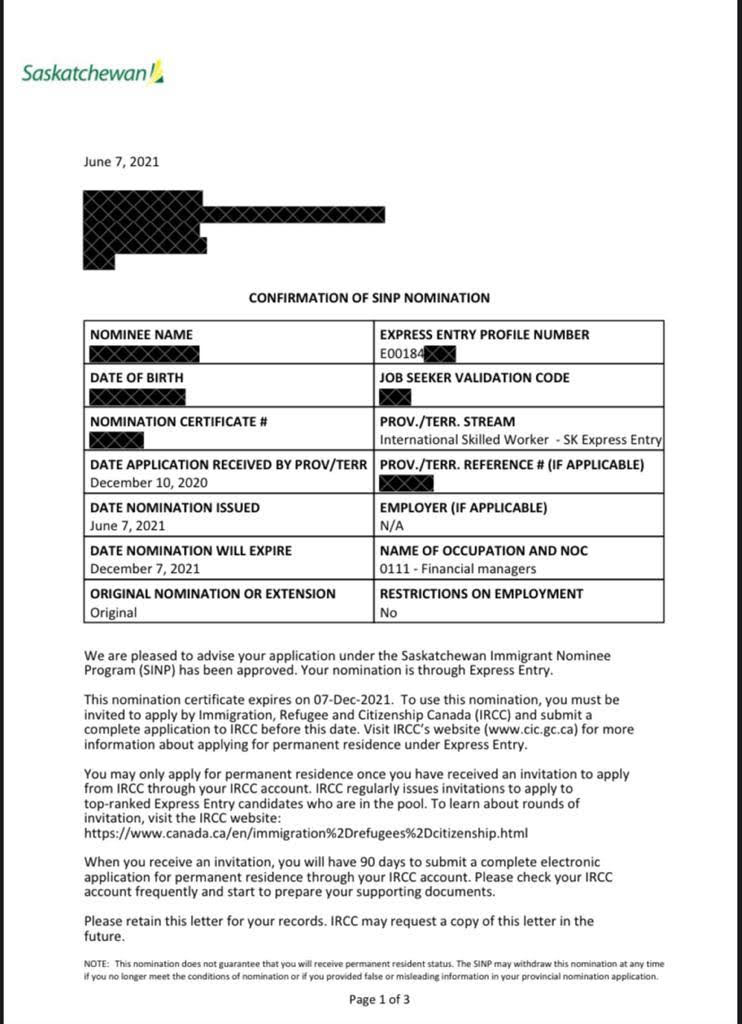 Saskatchewan
June 7, 2021
CONFIRMATION OF SINP NOMINATION
NOMINEE NAME
EXPRESS ENTRY PROFILE NUMBER
E00184
DATE OF BIRTH
JOB SEEKER VALIDATION CODE
NOMINATION CERTIFICATE #
PROV./TERR. STREAM
International Skilled Worker - SK Express Entry
DATE APPLICATION RECEIVED BY PROV/TERR
December 10, 2020
PROV./TERR. REFERENCE # (IF APPLICABLE)
DATE NOMINATION ISSUED
June 7, 2021
EMPLOYER (IF APPLICABLE)
N/A
DATE NOMINATION WILL EXPIRE
December 7, 2021
NAME OF OCCUPATION AND NOC
0111 - Financial managers
ORIGINAL NOMINATION OR EXTENSION
Original
RESTRICTIONS ON EMPLOYMENT
No
We are pleased to advise your application under the Saskatchewan Immigrant Nominee
Program (SINP) has been approved. Your nomination is through Express Entry.
This nomination certificate expires on 07-Dec-2021. To use this nomination, you must be
invited to apply by Immigration, Refugee and Citizenship Canada (IRCC) and submit a
complete application to IRCC before this date. Visit IRCC's website (www.cic.gc.ca) for more
information about applying for permanent residence under Express Entry.
You may only apply for permanent residence once you have received an invitation to apply
from IRCC through your IRCC account. IRCC regularly issues invitations to apply to
top-ranked Express Entry candidates who are in the pool. To learn about rounds of
invitation, visit the IRCC website:
https://www.canada.ca/en/immigration%2Drefugees%2Dcitizenship.html
When you receive an invitation, you will have 90 days to submit a complete electronic
application for permanent residence through your IRCC account. Please check your IRCC
account frequently and start to prepare your supporting documents.
Please retain this letter for your records. IRCC may request a copy of this letter in the
future.
NOTE: This nomination does not guarantee that you will receive permanent resident status. The SINP may withdraw this nomination at any time
if you no longer meet the conditions of nomination or if you provided false or misleading information in your provincial nomination application.
Page 1 of 3